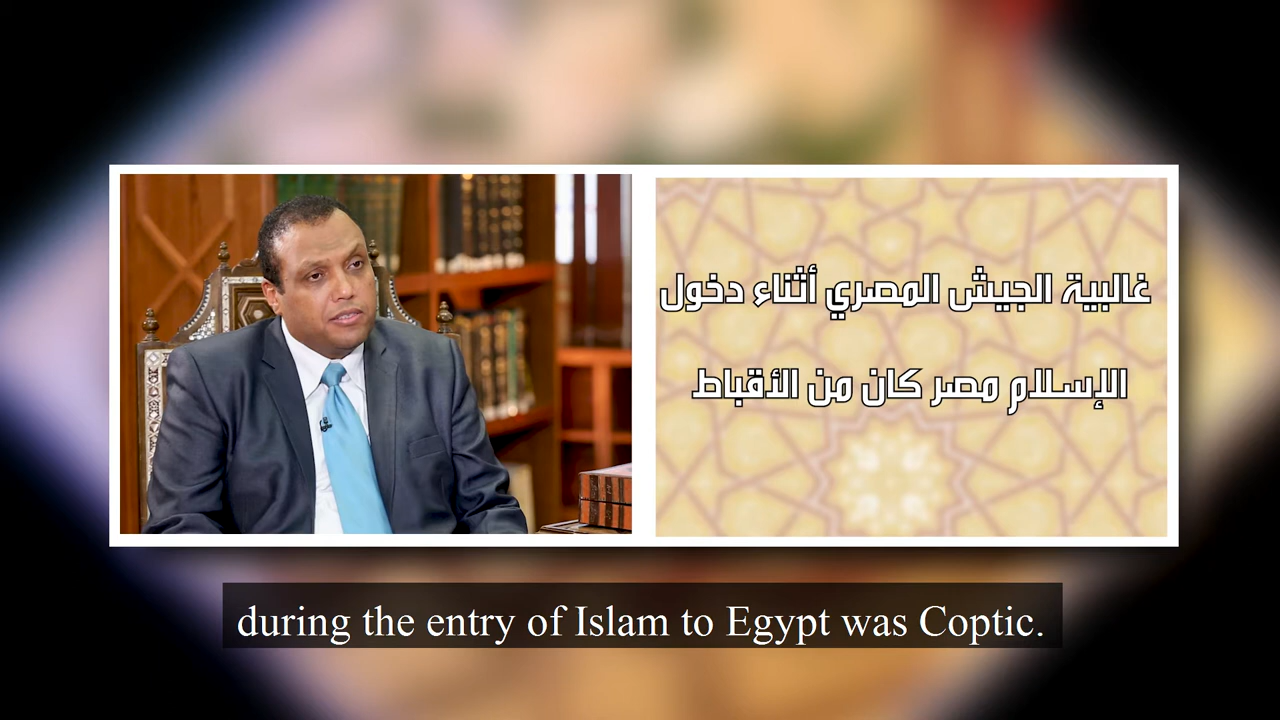 غالبية الجيش المصري أثناء دخول
الإسلام مصر كان من الأقباط
during the entry of Islam to Egypt was Coptic.